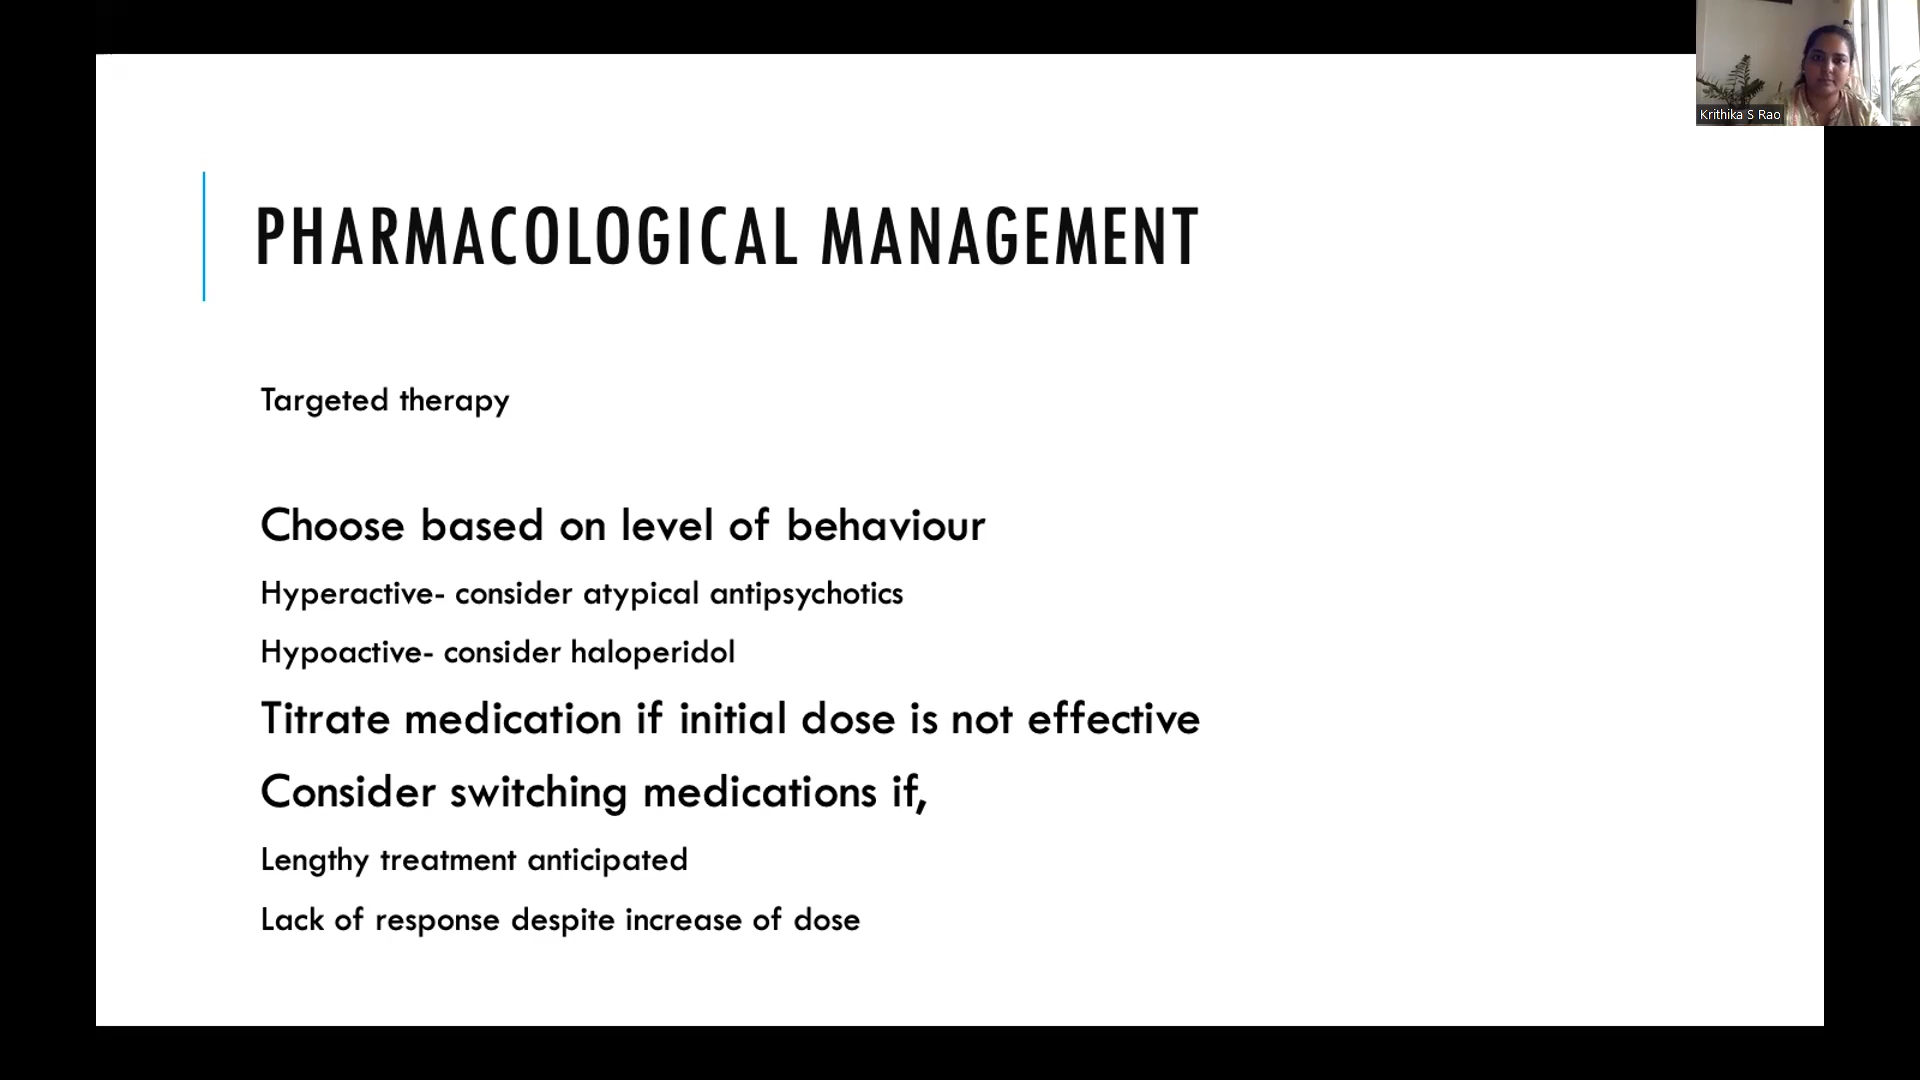 Krithika S Rao
PHARMACOLOGICAL MANAGEMENT
Targeted therapy
Choose based on level of behaviour
Hyperactive- consider atypical antipsychotics
Hypoactive- consider haloperidol
Titrate medication if initial dose is not effective
Consider switching medications if,
Lengthy treatment anticipated
Lack of response despite increase of dose